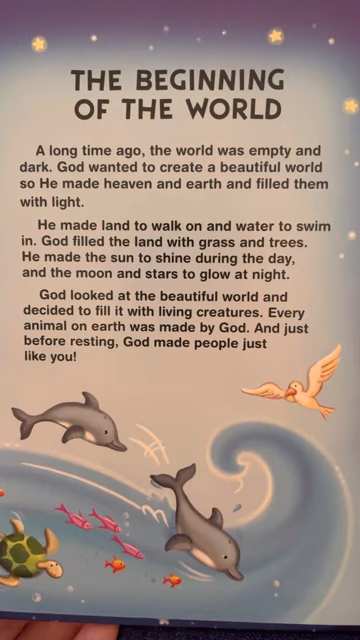 THE BEGINNING
OF THE WORLD
A long time ago, the world was empty and
dark. God wanted to create a beautiful world
so He made heaven and earth and filled them
with light.
He made land to walk on and water to swim
in. God filled the land with grass and trees.
He made the sun to shine during the day,
and the moon and stars to glow at night.
God looked at the beautiful world and
decided to fill it with living creatures. Every
animal on earth was made by God. And just
before resting, God made people just
like you!